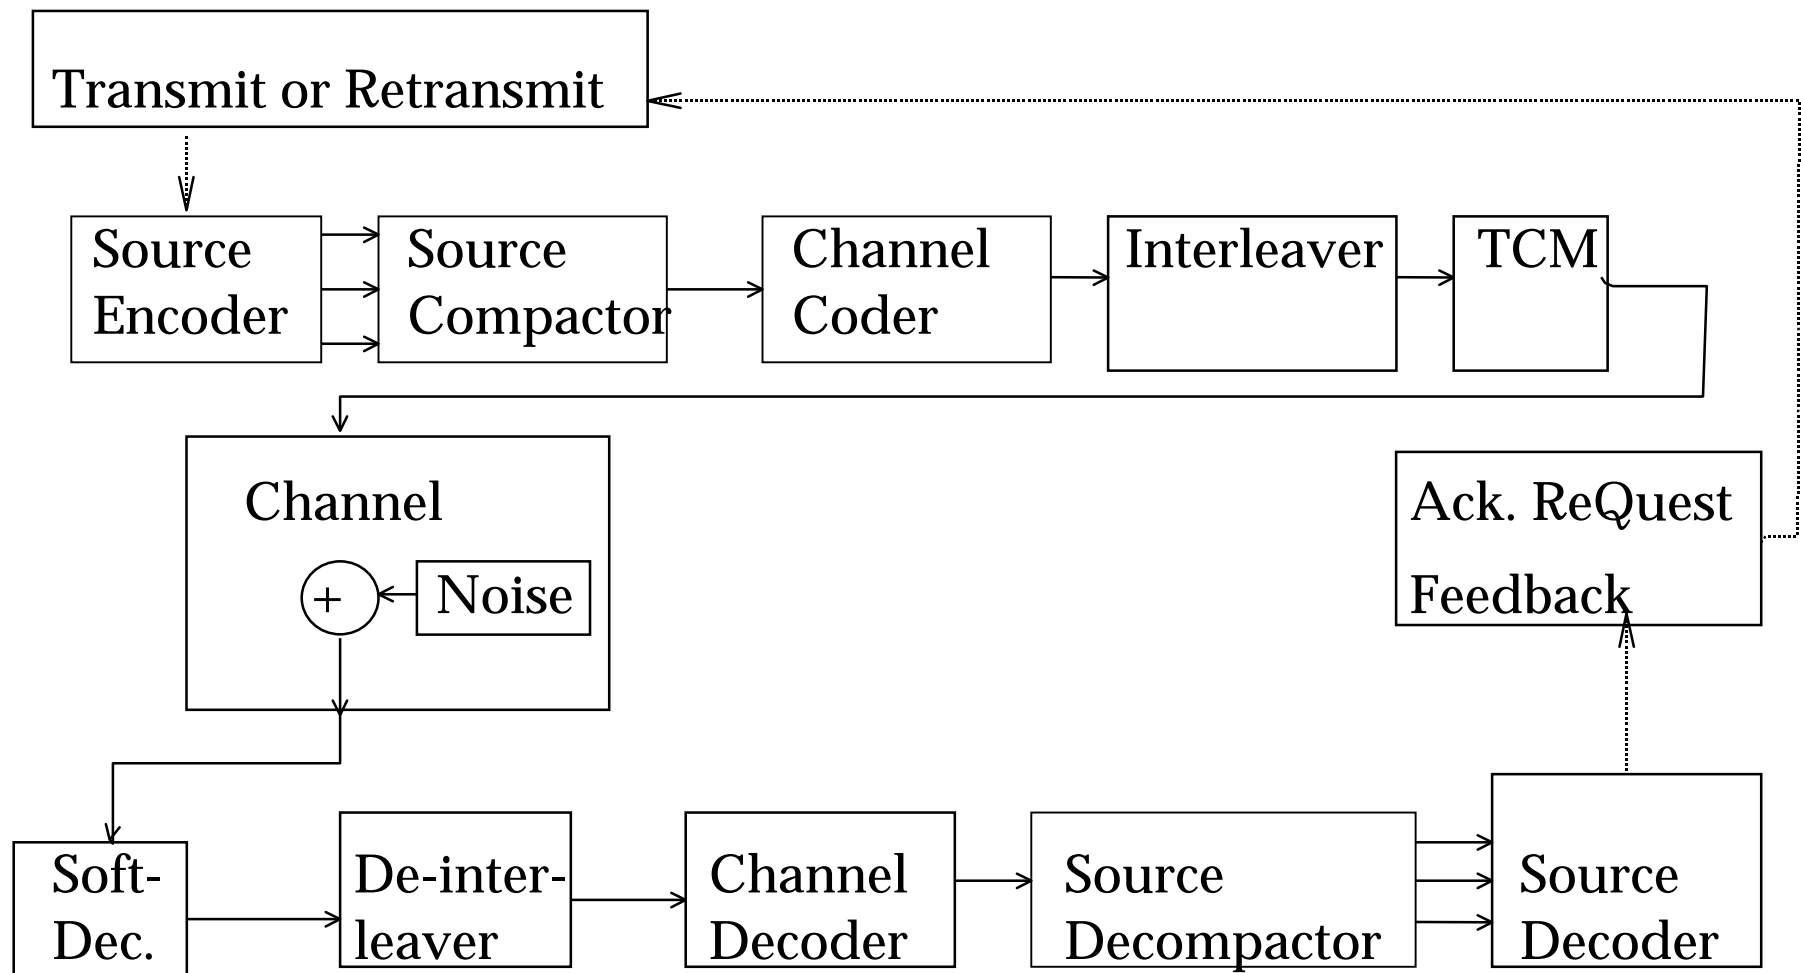 Transmit or Retransmit
Source
Encoder
Source
Compactor
Channel
Coder
Interleaver
TCM
Channel
+
Noise
Ack. ReQuest
Feedback
Soft-
Dec.
De-inter-
leaver
Channel
Decoder
Source
Decompactor
Source
Decoder